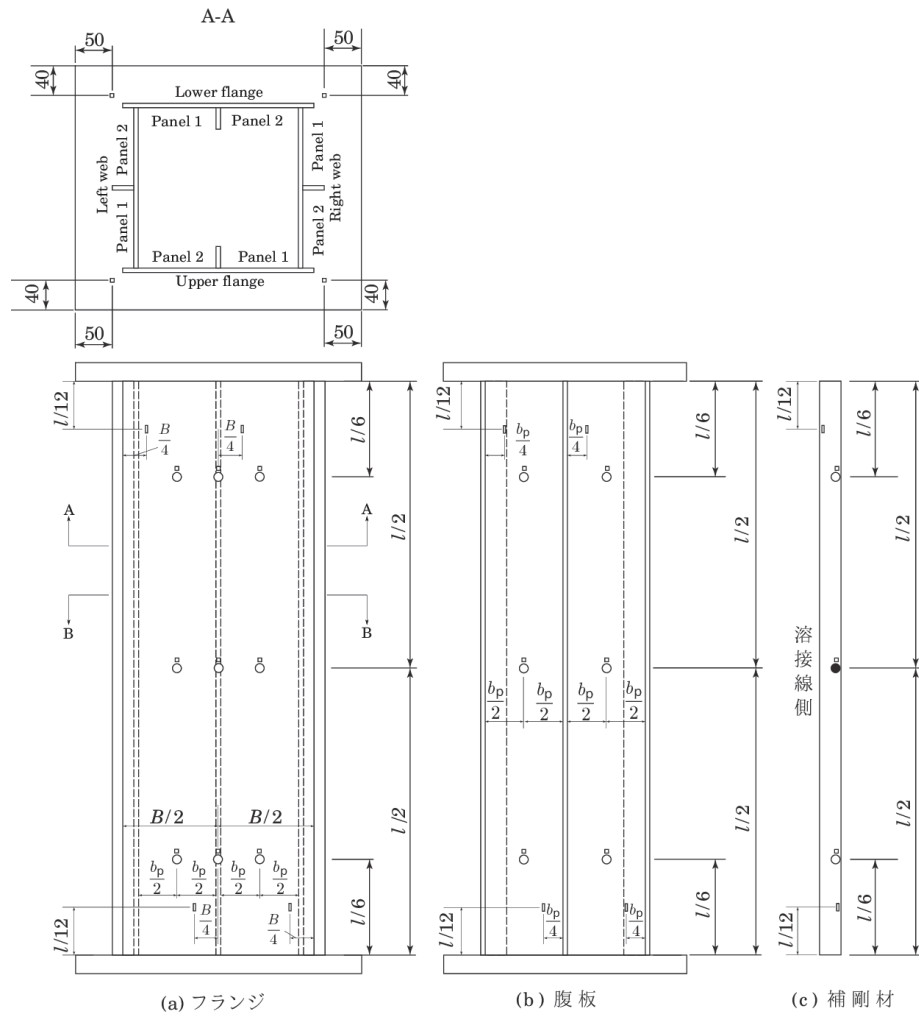 A-A
50
50
40
40
Lower flange
Panel 1
Panel 2
Left web
Panel 2
Panel 1
Panel 1
Panel 2
Right web
Panel 2
Panel 1
Upper flange
40
40
50
50
l/12
B/4
B/4
l/6
l/2
A
A
B
B
B/2
B/2
l/2
bp/2
bp/2
bp/2
bp/2
B/4
B/4
l/12
l/6
(a) フランジ
l/12
bp/4
bp/4
l/6
l/2
bp/2
bp/2
bp/2
bp/2
l/2
bp/4
bp/4
l/12
l/6
(b) 腹板
l/12
l/6
l/2
溶接線側
l/2
l/12
l/6
(c) 補剛材